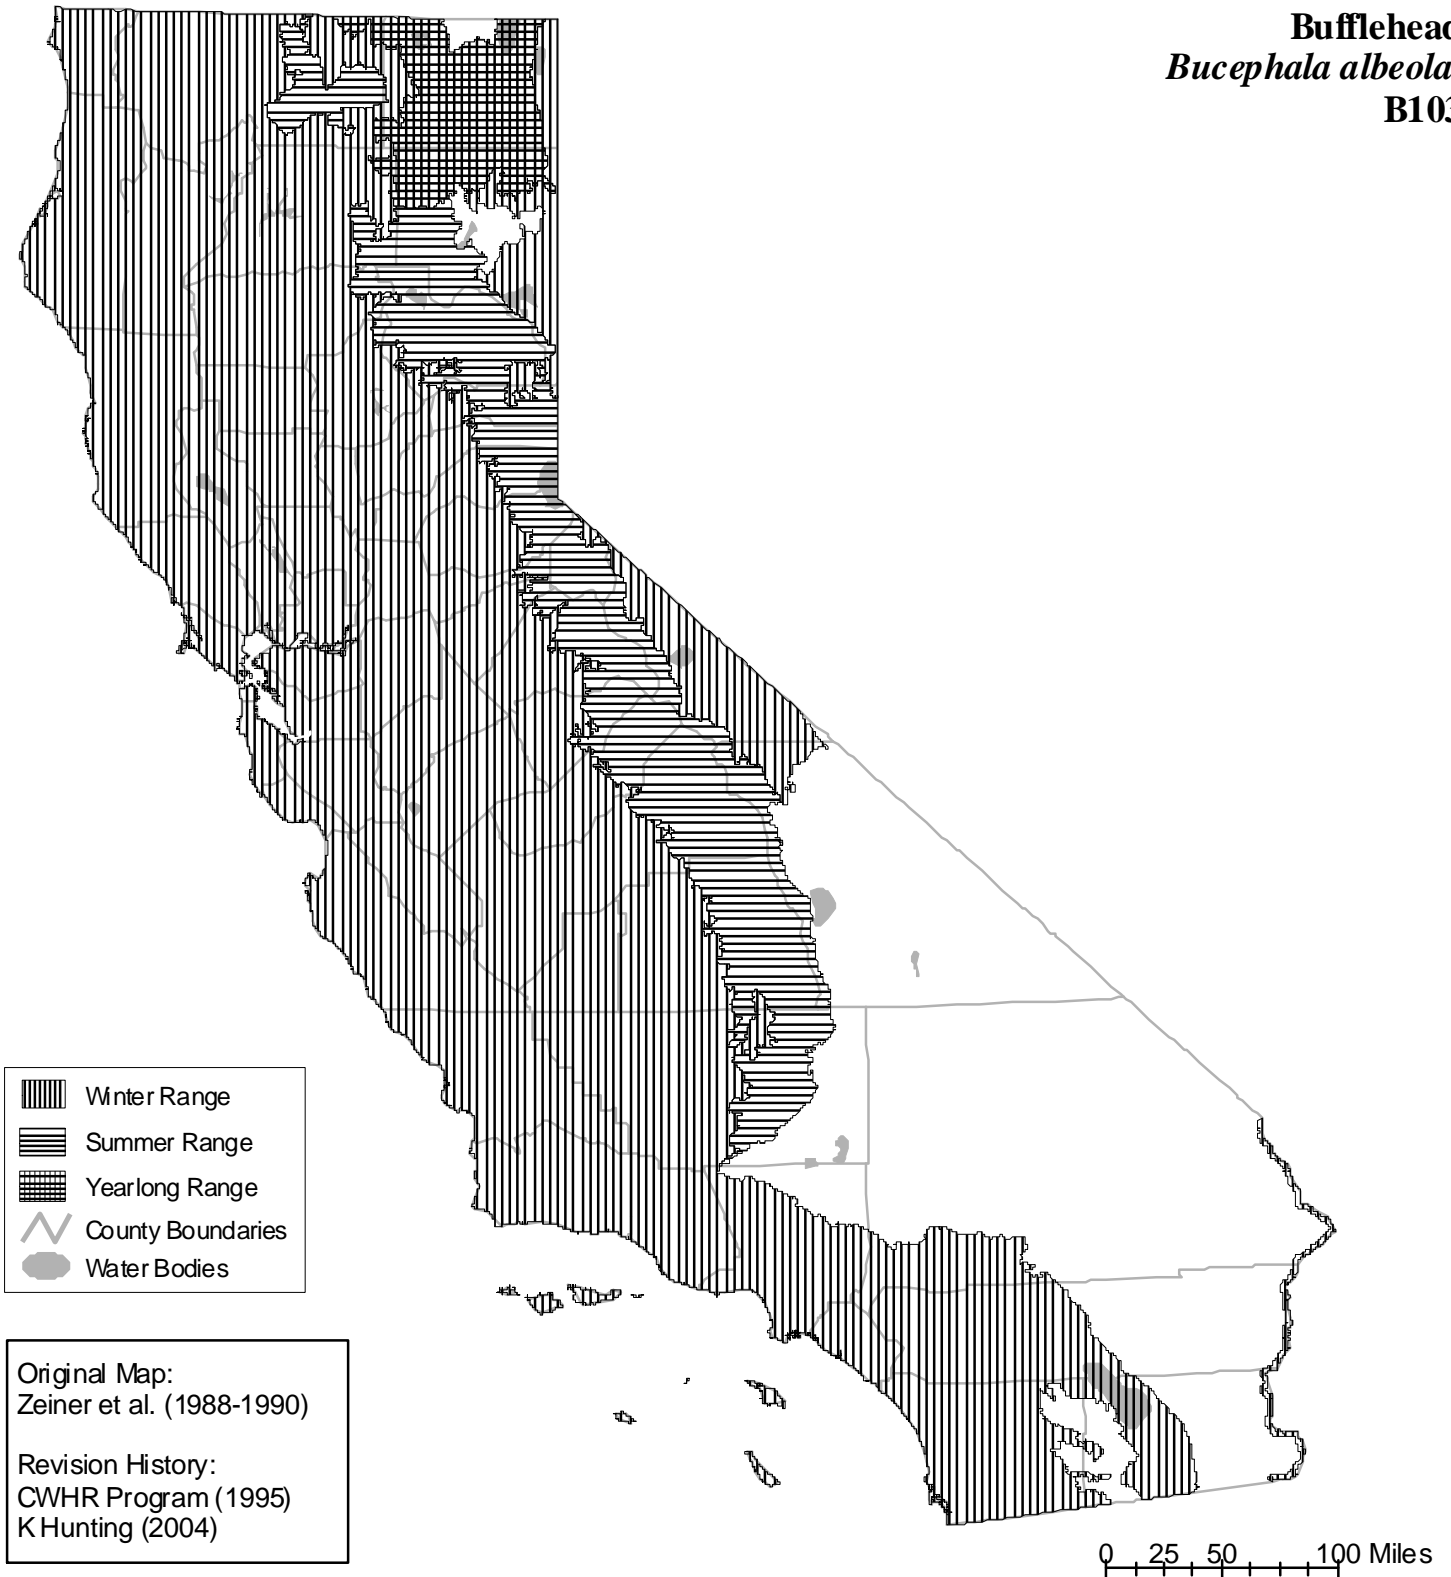 Bufflehead
Bucephala albeola,
B103
Winter Range
Summer Range
Yearlong Range
County Boundaries
Water Bodies
Original Map:
Zeiner et al. (1988-1990)
Revision History:
CWHR Program (1995)
K Hunting (2004)
0 25 50 100 Miles